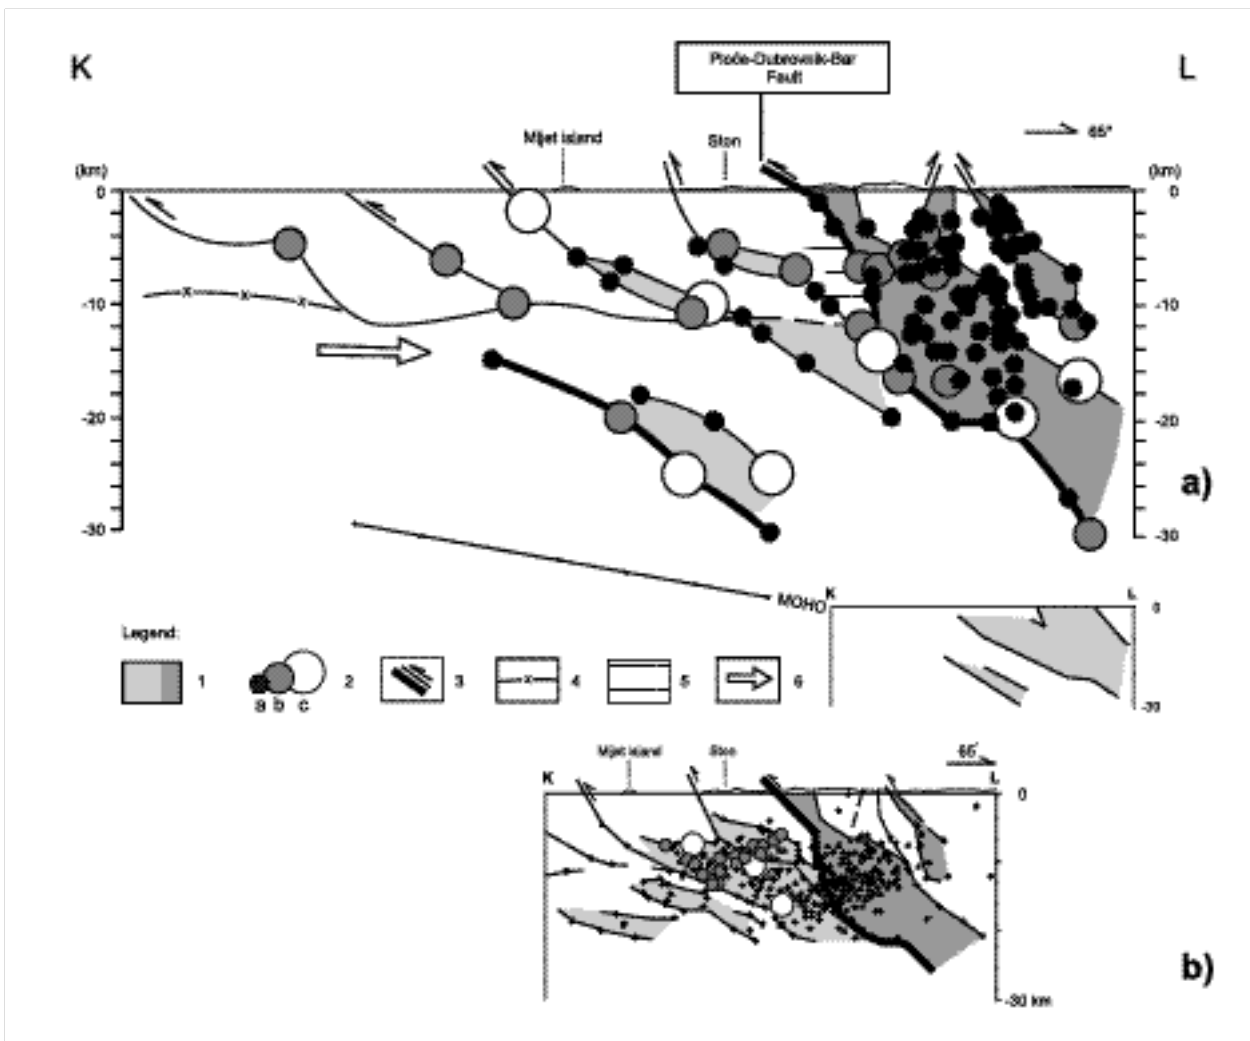 K
Ploče-Dubrovnik-Bar
Fault
L
Mljet island
Ston
65°
(km)
(km)
0
0
-10
-10
-20
-20
a)
-30
-30
MOHO
K
L
0
-30
Legend:
1
2
a b c
3
4
5
6
Mljet island
Ston
65°
K
L
0
b)
-30 km